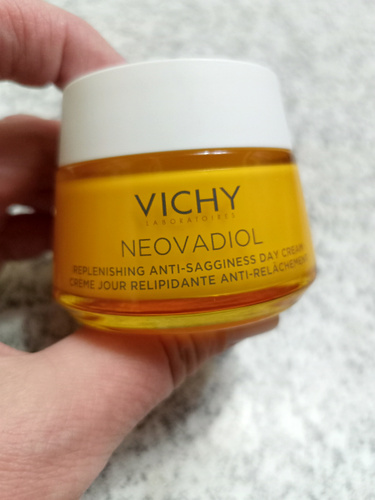 VICHY
LABORATOIRES
NEOVADIOL
REPLENISHING ANTI-SAGGINESS DAY CREAM
CRÈME JOUR RELIPIDANTE ANTI-RELÂCHEMENT